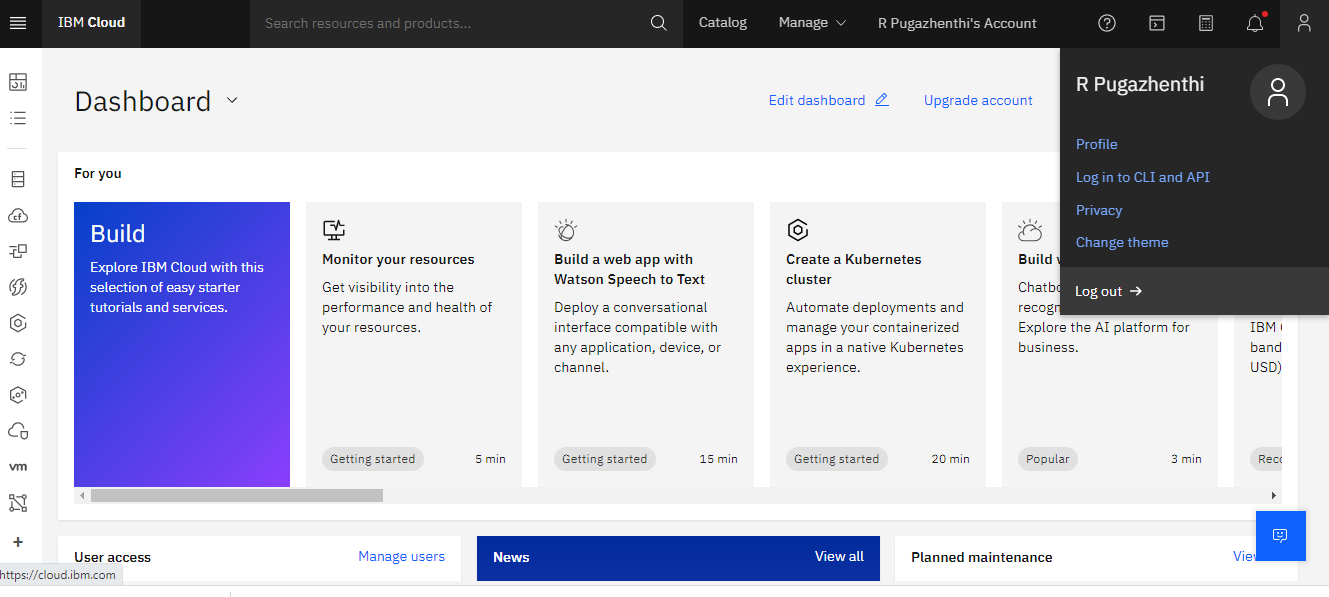 IBM Cloud
Search resources and products...
Catalog
Manage
R Pugazhenthi's Account
R Pugazhenthi
Profile
Log in to CLI and API
Privacy
Change theme
Log out
Dashboard
Edit dashboard
Upgrade account
For you
Build
Explore IBM Cloud with this
selection of easy starter
tutorials and services.
Monitor your resources
Get visibility into the
performance and health of
your resources.
Getting started
5 min
Build a web app with
Watson Speech to Text
Deploy a conversational
interface compatible with
any application, device, or
channel.
Getting started
15 min
Create a Kubernetes
cluster
Automate deployments and
manage your containerized
apps in a native Kubernetes
experience.
Getting started
20 min
Build
Explore the AI platform for
business.
Popular
3 min
IBM
USD)
cf
vm
User access
Manage users
News
View all
Planned maintenance
https://cloud.ibm.com